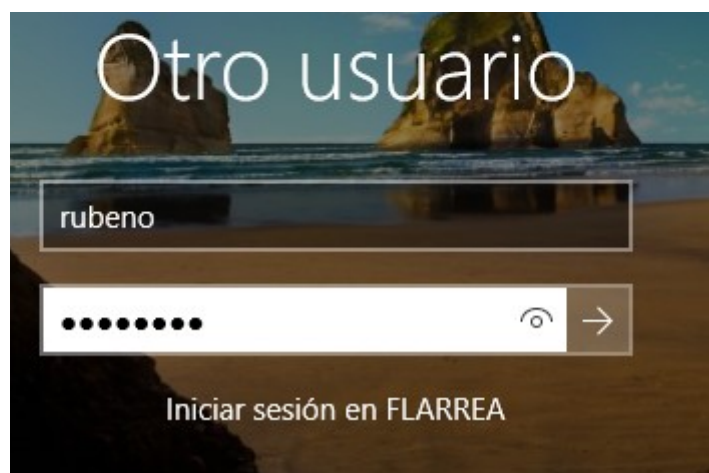 Otro usuario
rubeno
••••••••
Iniciar sesión en FLARREA